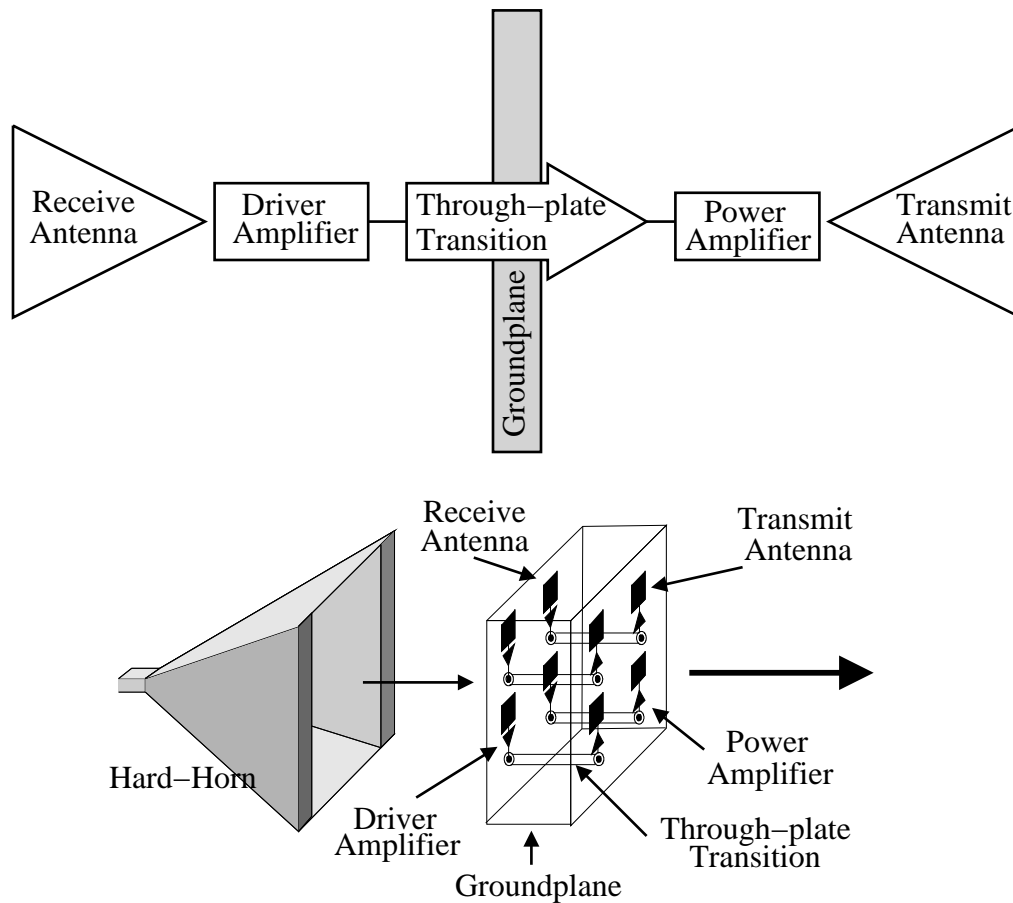 Receive
Antenna
Driver
Amplifier
Through−plate
Transition
Groundplane
Power
Amplifier
Transmit
Antenna
Receive
Antenna
Transmit
Antenna
Hard−Horn
Driver
Amplifier
Groundplane
Through−plate
Transition
Power
Amplifier